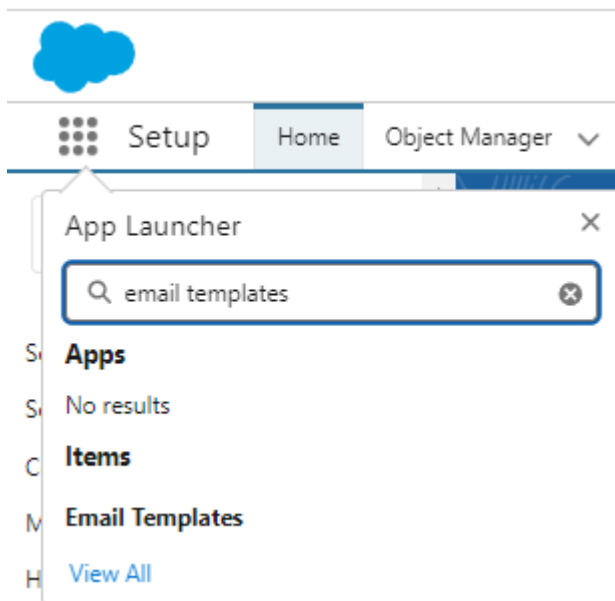 Setup Home Object Manager
App Launcher
email templates
Apps
No results
Items
Email Templates
View All